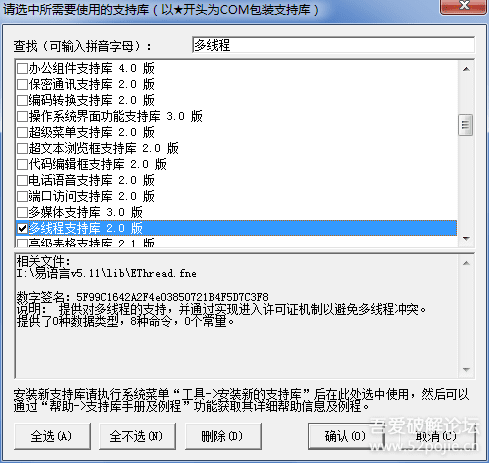 请选中所需要使用的支持库（以★开头为COM包装支持库）
查找（可输入拼音字母）：
多线程
办公组件支持库 4.0 版
保密通讯支持库 2.0 版
编码转换支持库 2.0 版
操作系统界面功能支持库 3.0 版
超级菜单支持库 2.0 版
超文本浏览框支持库 2.0 版
代码编辑框支持库 2.0 版
电话语音支持库 2.0 版
端口访问支持库 2.0 版
多媒体支持库 3.0 版
多线程支持库 2.0 版
高级表格支持库 2.1 版
相关文件：
I:\易语言v5.11\lib\EThread.fne
数字签名：5F99C1642A2F4e03850721B4F5D7C3F8
说明： 提供对多线程的支持，并通过实现进入许可证机制以避免多线程冲突。
提供了0种数据类型，8种命令，0个常量。
安装新支持库请执行系统菜单“工具->安装新的支持库”后在此处选中使用，然后可以
通过“帮助->支持库手册及例程”功能获取其详细帮助信息及例程。
全选(A)
全不选(N)
删除(D)
确认(O)
取消(C)
吾爱破解论坛
www.52pojie.cn